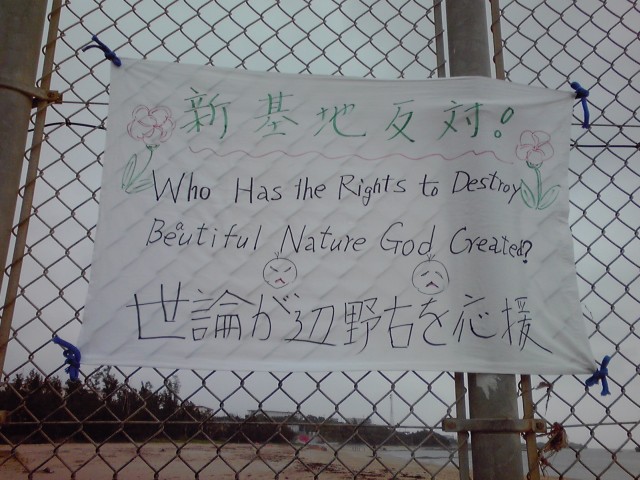 新基地反対!
Who Has the Rights to Destroy
Beautiful Nature God Created?
世論が辺野古を応援